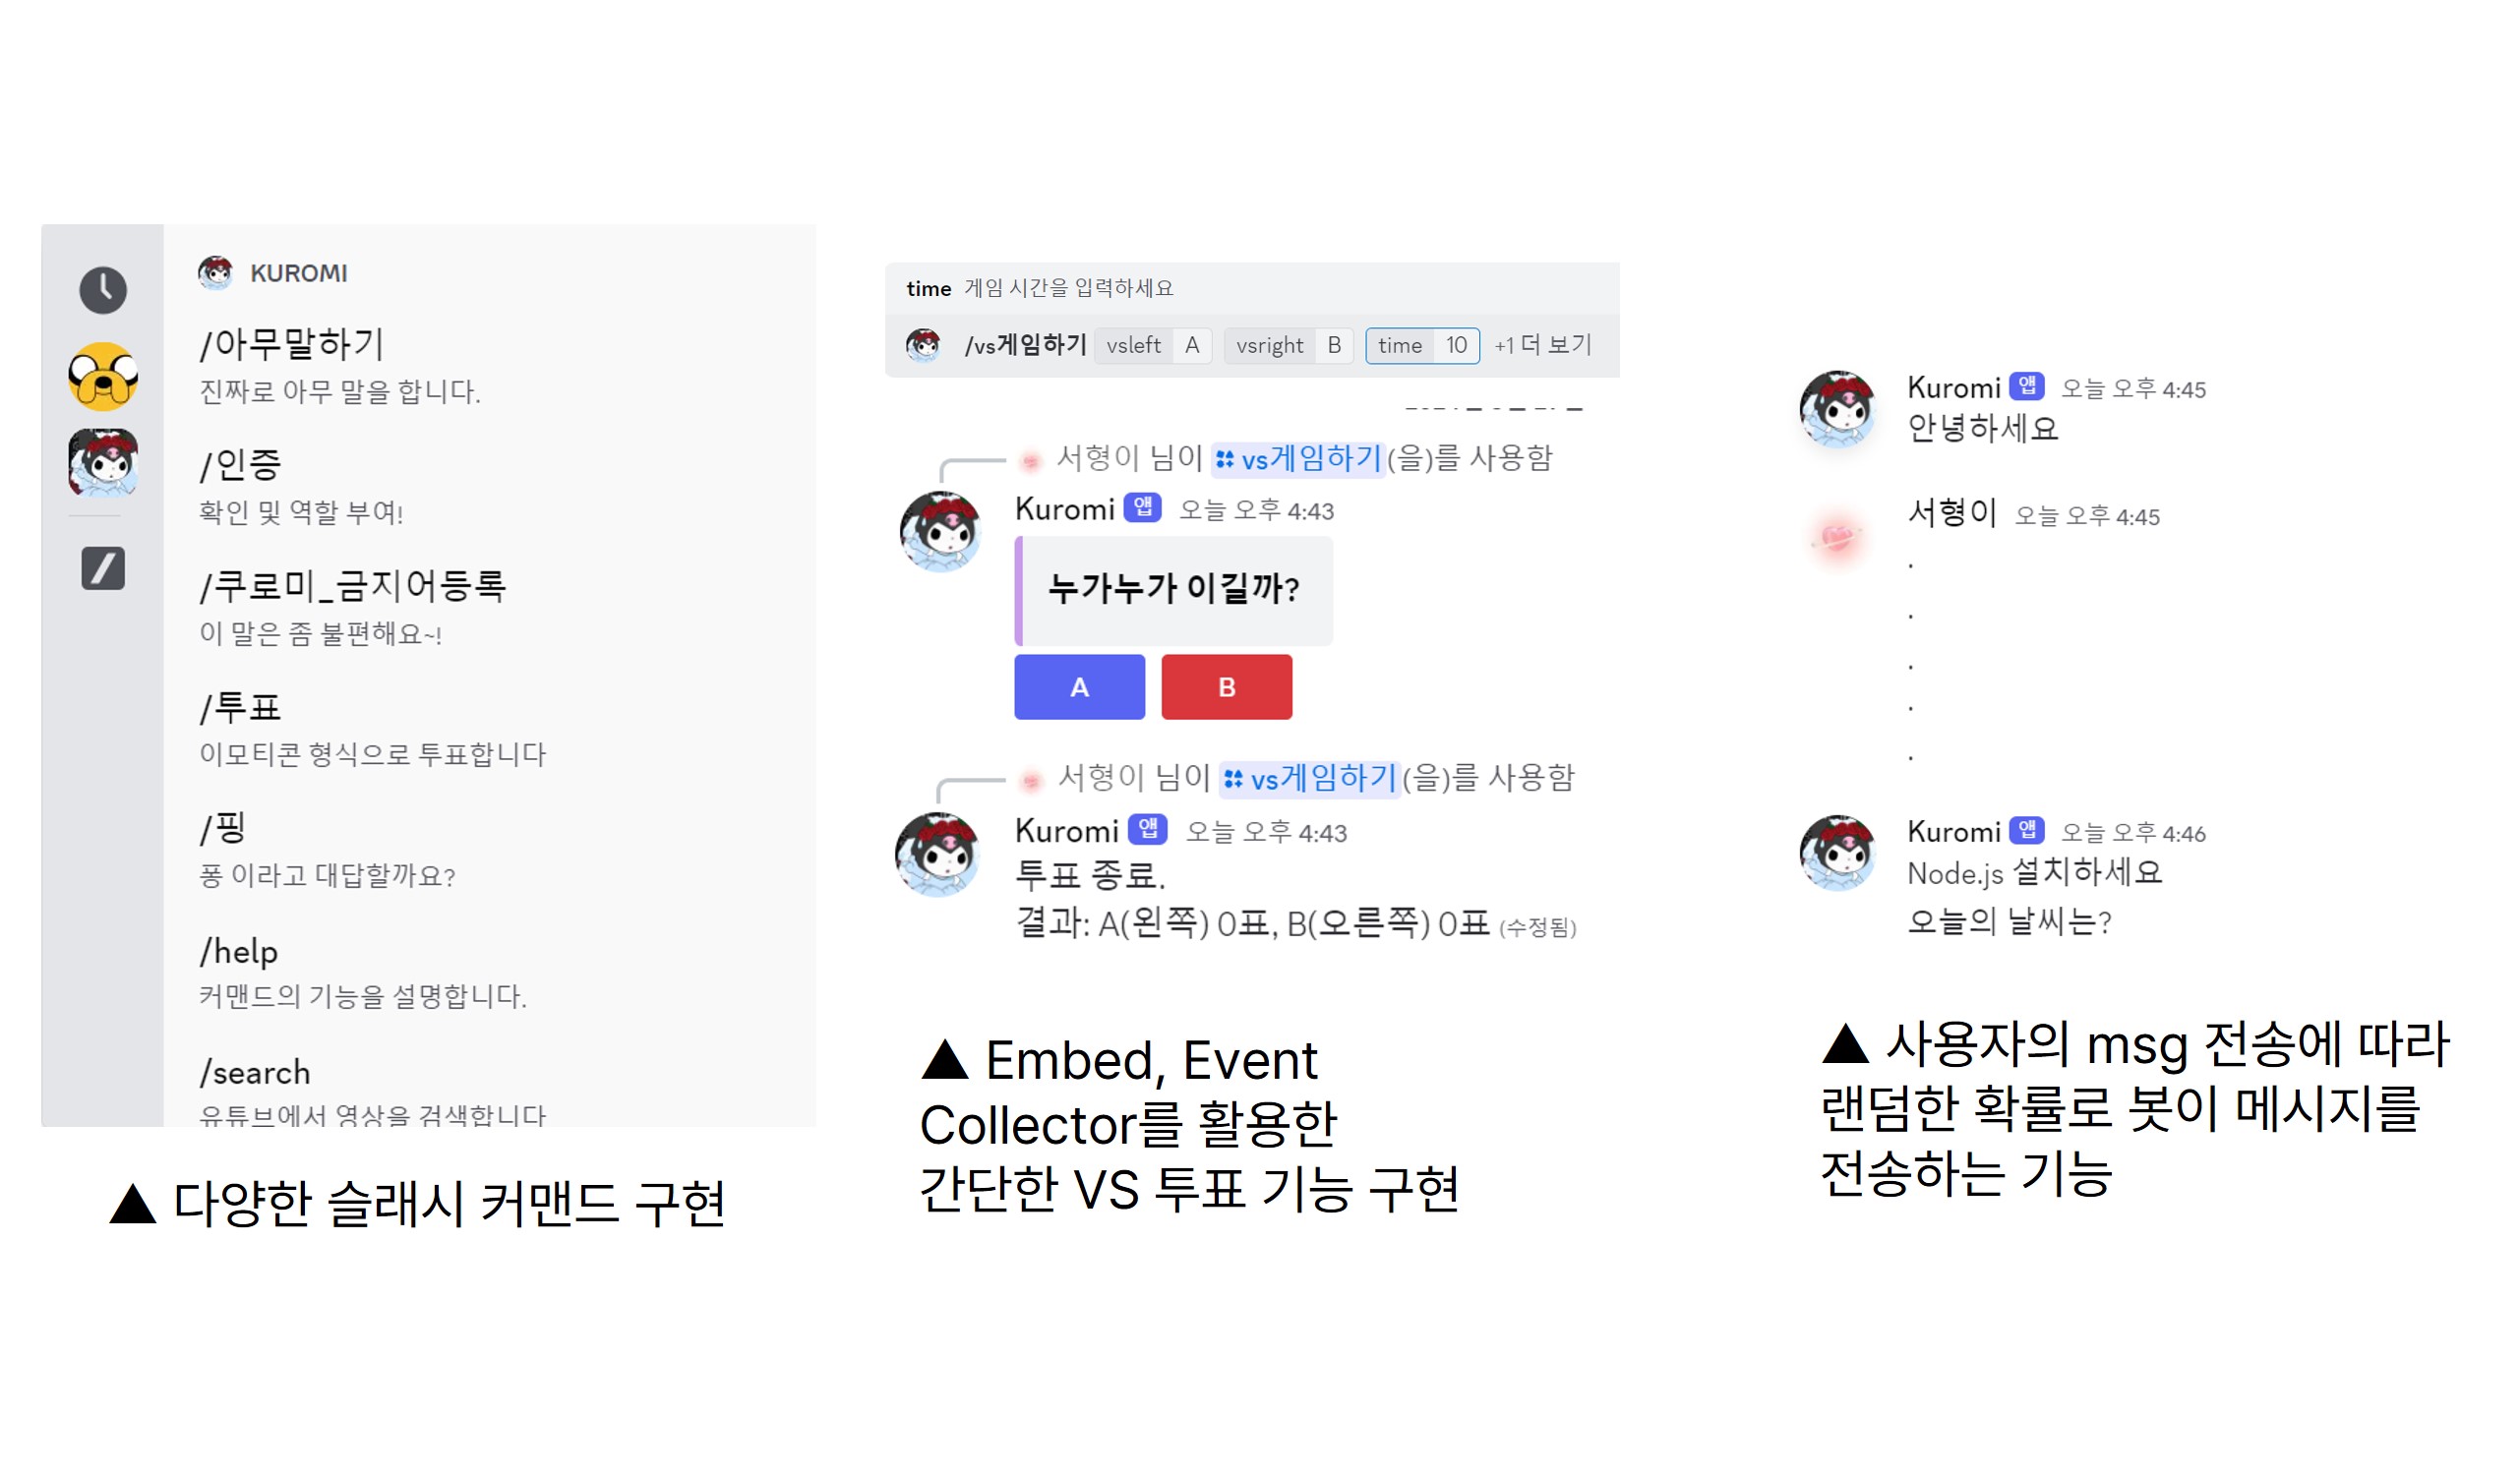 KUROMI
/아무말하기
진짜로 아무 말을 합니다.
/인증
확인 및 역할 부여!
/쿠로미_금지어등록
이 말은 좀 불편해요~!
/투표
이모티콘 형식으로 투표합니다
/핑
퐁 이라고 대답할까요?
/help
커맨드의 기능을 설명합니다.
/search
유튜브에서 영상을 검색합니다
▲ 다양한 슬래시 커맨드 구현
time 게임 시간을 입력하세요
/vs게임하기 vsleft A vsright B time 10 +1 더 보기
서형이 님이 vs게임하기(을)를 사용함
Kuromi 앱 오늘 오후 4:43
누가누가 이길까?
A B
서형이 님이 vs게임하기(을)를 사용함
Kuromi 앱 오늘 오후 4:43
투표 종료.
결과: A(왼쪽) 0표, B(오른쪽) 0표 (수정됨)
▲ Embed, Event
Collector를 활용한
간단한 VS 투표 기능 구현
Kuromi 앱 오늘 오후 4:45
안녕하세요
서형이 오늘 오후 4:45
.
.
.
.
.
Kuromi 앱 오늘 오후 4:46
Node.js 설치하세요
오늘의 날씨는?
▲ 사용자의 msg 전송에 따라
랜덤한 확률로 봇이 메시지를
전송하는 기능